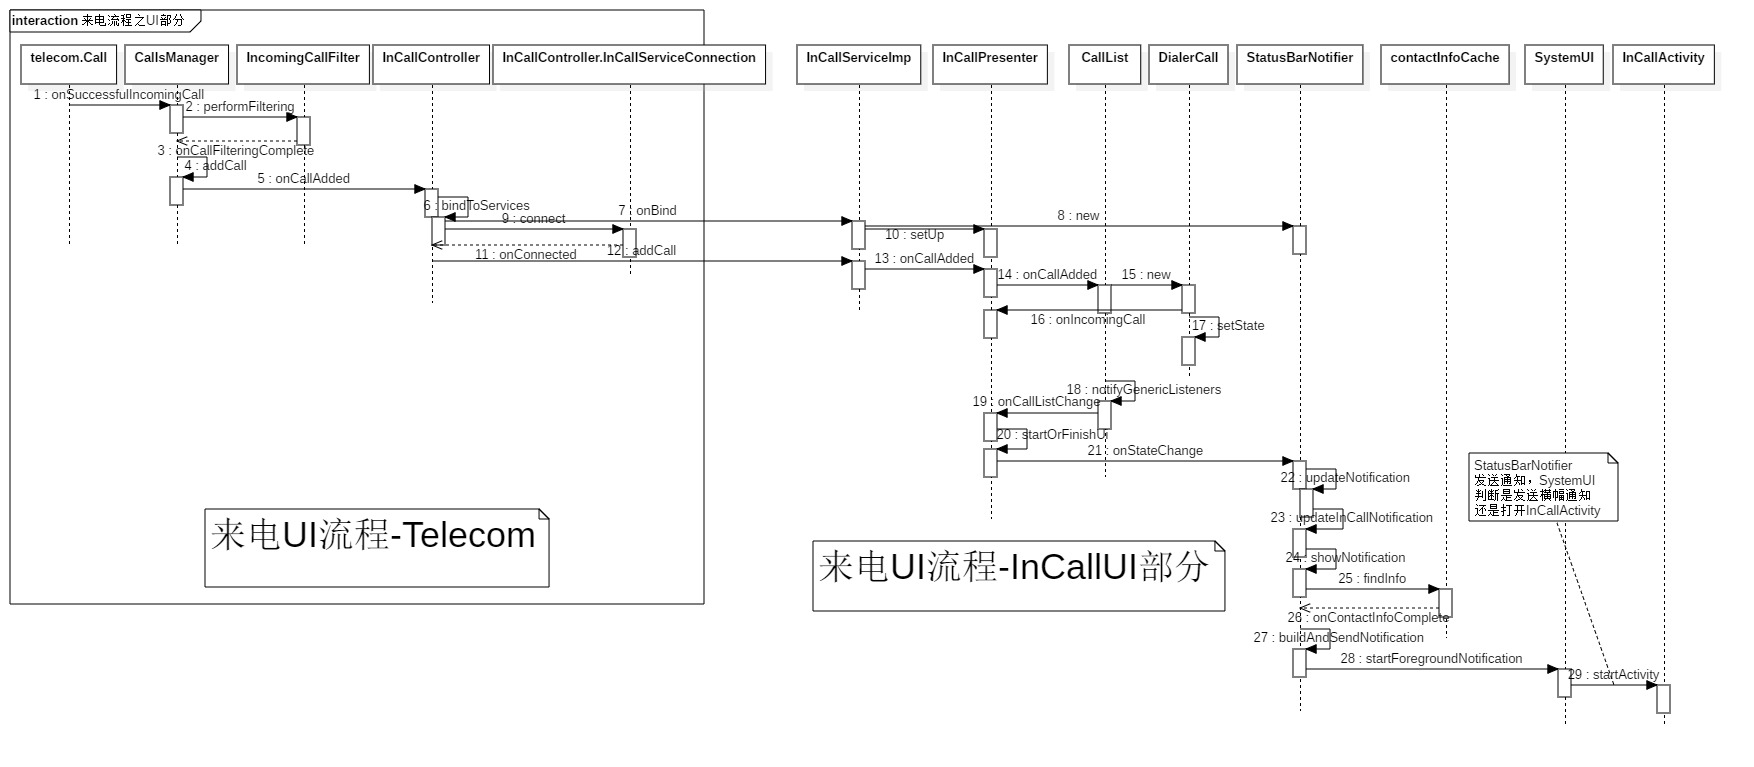 interaction 来电流程之UI部分
telecom.Call
CallsManager
IncomingCallFilter
InCallController
InCallController.InCallServiceConnection
InCallServiceImp
InCallPresenter
CallList
DialerCall
StatusBarNotifier
contactInfoCache
SystemUI
InCallActivity
1 : onSuccessfulIncomingCall
2 : performFiltering
3 : onCallFilteringComplete
4 : addCall
5 : onCallAdded
6 : bindToServices
7 : onBind
8 : new
9 : connect
10 : setUp
11 : onConnected
12 : addCall
13 : onCallAdded
14 : onCallAdded
15 : new
16 : onIncomingCall
17 : setState
18 : notifyGenericListeners
19 : onCallListChange
20 : startOrFinishUi
21 : onStateChange
22 : updateNotification
23 : updateInCallNotification
24 : showNotification
25 : findInfo
26 : onContactInfoComplete
27 : buildAndSendNotification
28 : startForegroundNotification
29 : startActivity
StatusBarNotifier
发送通知，SystemUI
判断是发送横幅通知
还是打开InCallActivity
来电UI流程-Telecom
来电UI流程-InCallUI部分